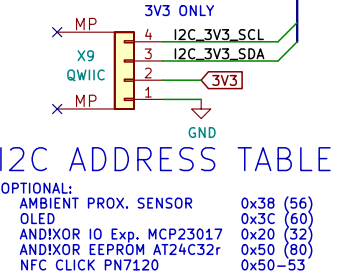 3V3 ONLY
MP
X9
QWIIC
4 I2C_3V3_SCL
3 I2C_3V3_SDA
2 3V3
1
MP
GND
I2C ADDRESS TABLE
OPTIONAL:
AMBIENT PROX. SENSOR 0x38 (56)
OLED 0x3C (60)
AND!XOR IO Exp. MCP23017 0x20 (32)
AND!XOR EEPROM AT24C32r 0x50 (80)
NFC CLICK PN7120 0x50-53